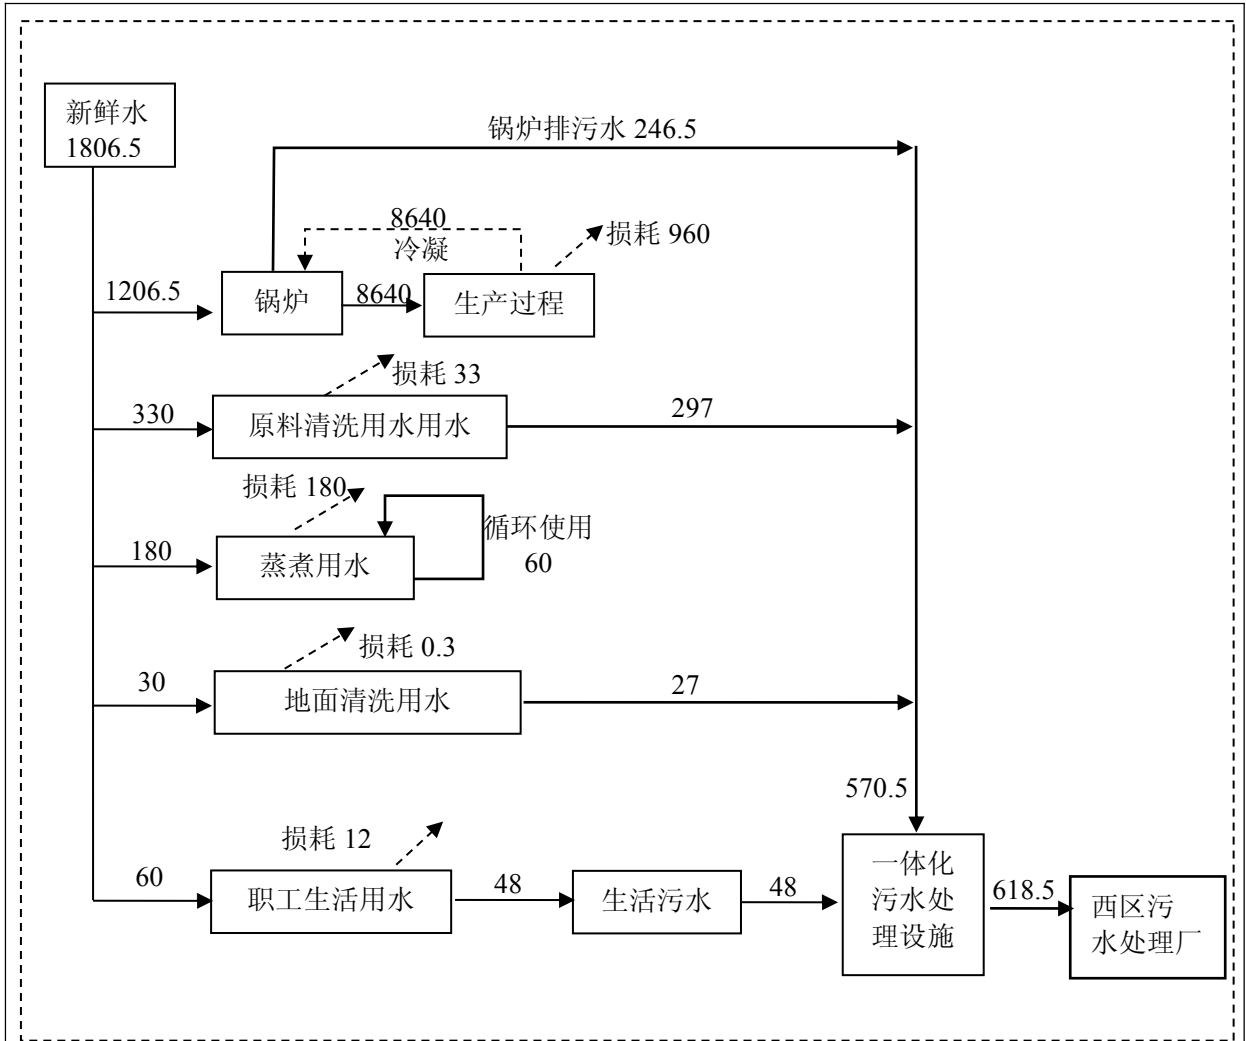 新鲜水
1806.5
锅炉排污水 246.5
8640
冷凝
损耗 960
1206.5
锅炉
8640
生产过程
损耗 33
330
原料清洗用水用水
297
损耗 180
180
蒸煮用水
循环使用
60
损耗 0.3
30
地面清洗用水
27
570.5
损耗 12
60
职工生活用水
48
生活污水
48
一体化
污水处
理设施
618.5
西区污
水处理厂